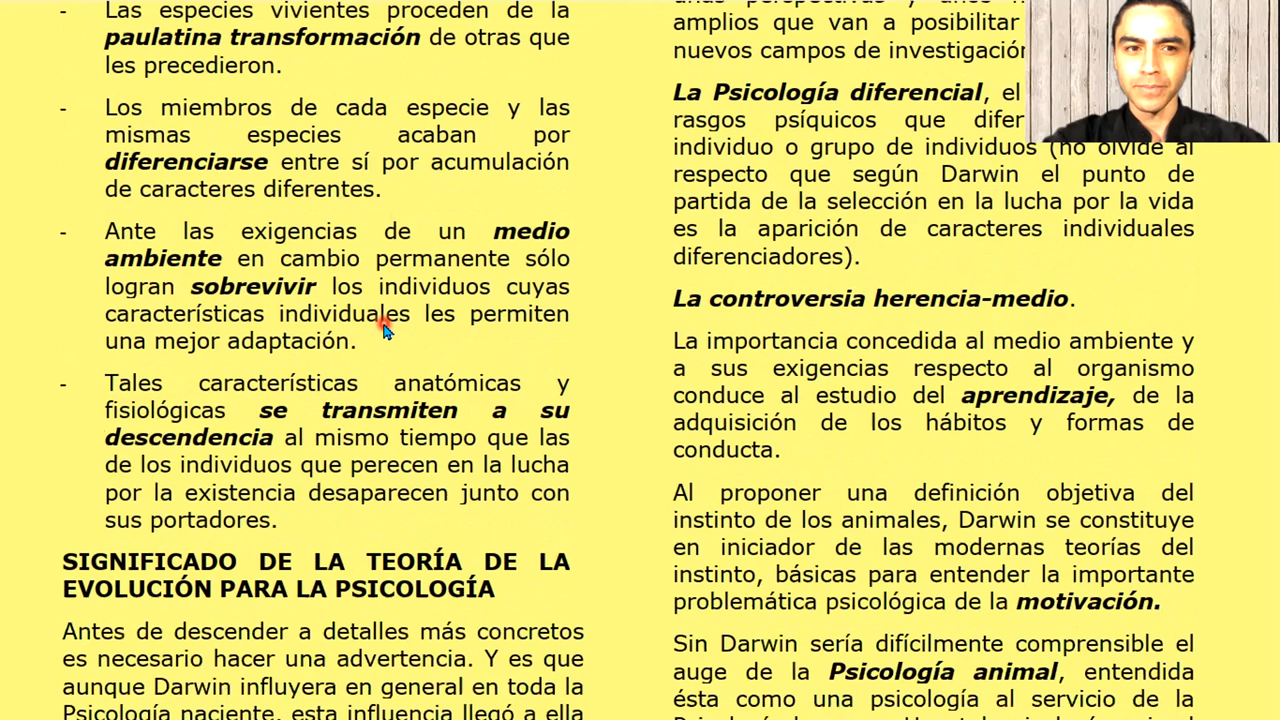 - Las especies vivientes proceden de la
paulatina transformación de otras que
les precedieron.
- Los miembros de cada especie y las
mismas especies acaban por
diferenciarse entre sí por acumulación
de caracteres diferentes.
- Ante las exigencias de un medio
ambiente en cambio permanente sólo
logran sobrevivir los individuos cuyas
características individuales les permiten
una mejor adaptación.
- Tales características anatómicas y
fisiológicas se transmiten a su
descendencia al mismo tiempo que las
de los individuos que perecen en la lucha
por la existencia desaparecen junto con
sus portadores.
SIGNIFICADO DE LA TEORÍA DE LA
EVOLUCIÓN PARA LA PSICOLOGÍA
Antes de descender a detalles más concretos
es necesario hacer una advertencia. Y es que
aunque Darwin influyera en general en toda la
Psicología naciente, esta influencia llegó a ella
amplios que van a posibilitar
nuevos campos de investigación
La Psicología diferencial, el
rasgos psíquicos que difer
individuo o grupo de individuos (no olvide al
respecto que según Darwin el punto de
partida de la selección en la lucha por la vida
es la aparición de caracteres individuales
diferenciadores).
La controversia herencia-medio.
La importancia concedida al medio ambiente y
a sus exigencias respecto al organismo
conduce al estudio del aprendizaje, de la
adquisición de los hábitos y formas de
conducta.
Al proponer una definición objetiva del
instinto de los animales, Darwin se constituye
en iniciador de las modernas teorías del
instinto, básicas para entender la importante
problemática psicológica de la motivación.
Sin Darwin sería difícilmente comprensible el
auge de la Psicología animal, entendida
ésta como una psicología al servicio de la